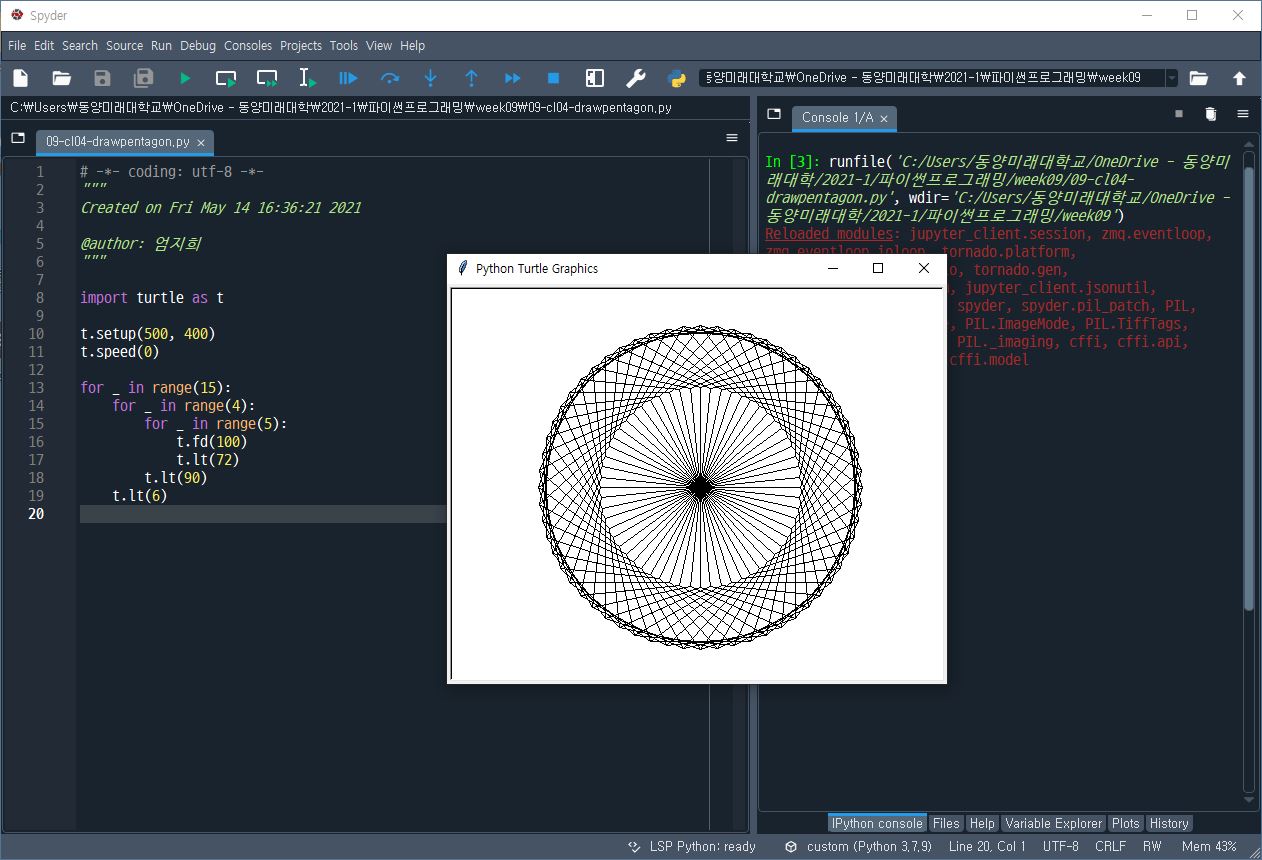 Spyder
File Edit Search Source Run Debug Consoles Projects Tools View Help
동양미래대학교₩OneDrive - 동양미래대학₩2021-1₩파이썬프로그래밍₩week09
C:₩Users₩동양미래대학교₩OneDrive - 동양미래대학₩2021-1₩파이썬프로그래밍₩week09₩09-cl04-drawpentagon.py
09-cl04-drawpentagon.py
1 # -*- coding: utf-8 -*-
2 """
3 Created on Fri May 14 16:36:21 2021
4
5 @author: 엄지희
6 """
7
8 import turtle as t
9
10 t.setup(500, 400)
11 t.speed(0)
12
13 for _ in range(15):
14     for _ in range(4):
15         for _ in range(5):
16             t.fd(100)
17             t.lt(72)
18         t.lt(90)
19     t.lt(6)
20
Python Turtle Graphics
Console 1/A
In [3]: runfile('C:/Users/동양미래대학교/OneDrive - 동양미
래대학/2021-1/파이썬프로그래밍/week09/09-cl04-
drawpentagon.py', wdir='C:/Users/동양미래대학교/OneDrive -
동양미래대학/2021-1/파이썬프로그래밍/week09')
Reloaded modules: jupyter_client.session, zmq.eventloop,
tornado.platform,
tornado.gen,
jupyter_client.jsonutil,
spyder, spyder.pil_patch, PIL,
PIL.ImageMode, PIL.TiffTags,
PIL._imaging, cffi, cffi.api,
cffi.model
IPython console Files Help Variable Explorer Plots History
LSP Python: ready custom (Python 3.7.9) Line 20, Col 1 UTF-8 CRLF RW Mem 43%